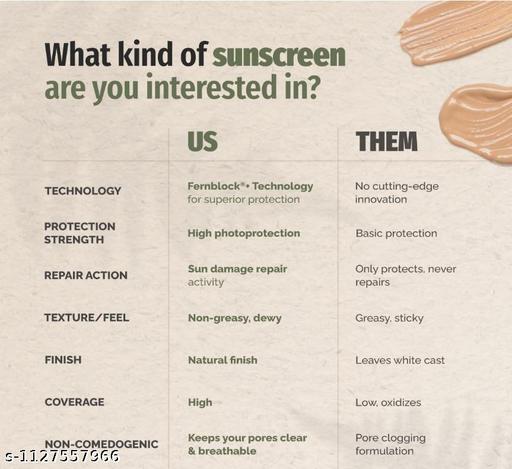 What kind of sunscreen
are you interested in?
US THEM
TECHNOLOGY
Fernblock®+ Technology
for superior protection
No cutting-edge
innovation
PROTECTION
STRENGTH
High photoprotection
Basic protection
REPAIR ACTION
Sun damage repair
activity
Only protects, never
repairs
TEXTURE/FEEL
Non-greasy, dewy
Greasy, sticky
FINISH
Natural finish
Leaves white cast
COVERAGE
High
Low, oxidizes
NON-COMEDOGENIC
Keeps your pores clear
& breathable
Pore clogging
formulation
s-1127557966